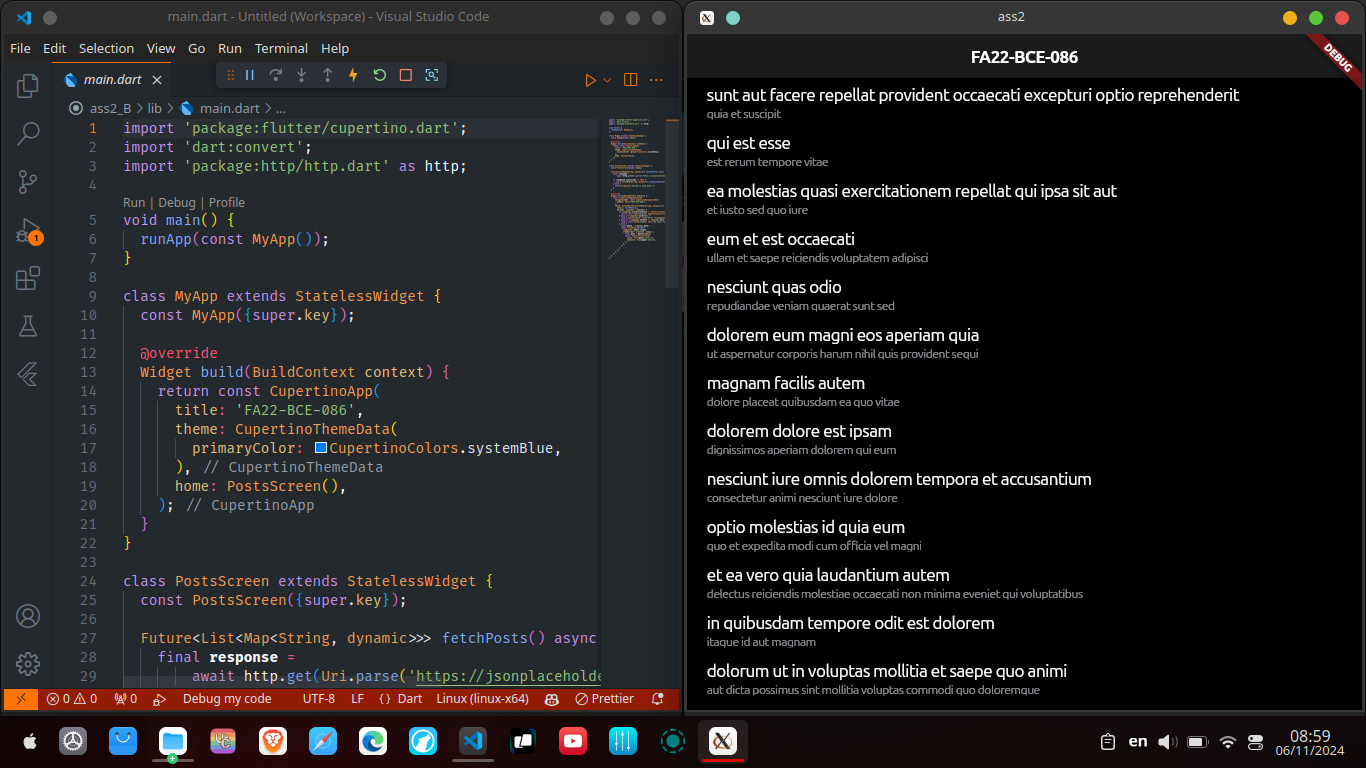 main.dart - Untitled (Workspace) - Visual Studio Code
File Edit Selection View Go Run Terminal Help
main.dart
ass2_B > lib > main.dart > ...
1 import 'package:flutter/cupertino.dart';
2 import 'dart:convert';
3 import 'package:http/http.dart' as http;
4
Run | Debug | Profile
5 void main() {
6 runApp(const MyApp());
7 }
8
9 class MyApp extends StatelessWidget {
10 const MyApp({super.key});
11
12 @override
13 Widget build(BuildContext context) {
14 return const CupertinoApp(
15 title: 'FA22-BCE-086',
16 theme: CupertinoThemeData(
17 primaryColor: CupertinoColors.systemBlue,
18 ), // CupertinoThemeData
19 home: PostsScreen(),
20 ); // CupertinoApp
21 }
22 }
23
24 class PostsScreen extends StatelessWidget {
25 const PostsScreen({super.key});
26
27 Future<List<Map<String, dynamic>>> fetchPosts() async
28 final response =
29 await http.get(Uri.parse('https://jsonplaceholde
1
0 0 0 Debug my code UTF-8 LF {} Dart Linux (linux-x64) Prettier
ass2
FA22-BCE-086
DEBUG
sunt aut facere repellat provident occaecati excepturi optio reprehenderit
quia et suscipit
qui est esse
est rerum tempore vitae
ea molestias quasi exercitationem repellat qui ipsa sit aut
et iusto sed quo iure
eum et est occaecati
ullam et saepe reiciendis voluptatem adipisci
nesciunt quas odio
repudiandae veniam quaerat sunt sed
dolorem eum magni eos aperiam quia
ut aspernatur corporis harum nihil quis provident sequi
magnam facilis autem
dolore placeat quibusdam ea quo vitae
dolorem dolore est ipsam
dignissimos aperiam dolorem qui eum
nesciunt iure omnis dolorem tempora et accusantium
consectetur animi nesciunt iure dolore
optio molestias id quia eum
quo et expedita modi cum officia vel magni
et ea vero quia laudantium autem
delectus reiciendis molestiae occaecati non minima eveniet qui voluptatibus
in quibusdam tempore odit est dolorem
itaque id aut magnam
dolorum ut in voluptas mollitia et saepe quo animi
aut dicta possimus sint mollitia voluptas commodi quo doloremque
en
08:59
06/11/2024